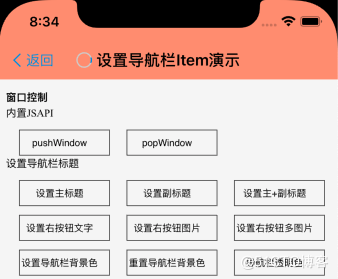 8:34
返回 设置导航栏Item演示
窗口控制
内置JSAPI
pushWindow popWindow
设置导航栏标题
设置主标题 设置副标题 设置主+副标题
设置右按钮文字 设置右按钮图片 设置右按钮多图片
设置导航栏背景色 重置导航栏背景色 导航栏透明色